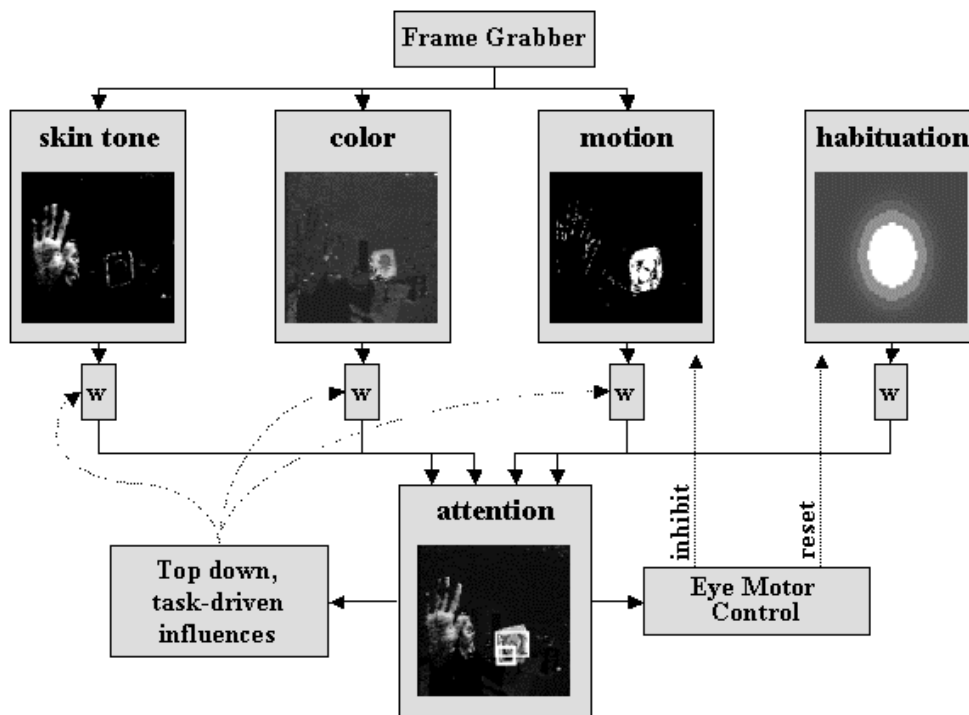 Frame Grabber
skin tone
color
motion
habituation
w
w
w
w
attention
inhibit
reset
Top down,
task-driven
influences
Eye Motor
Control